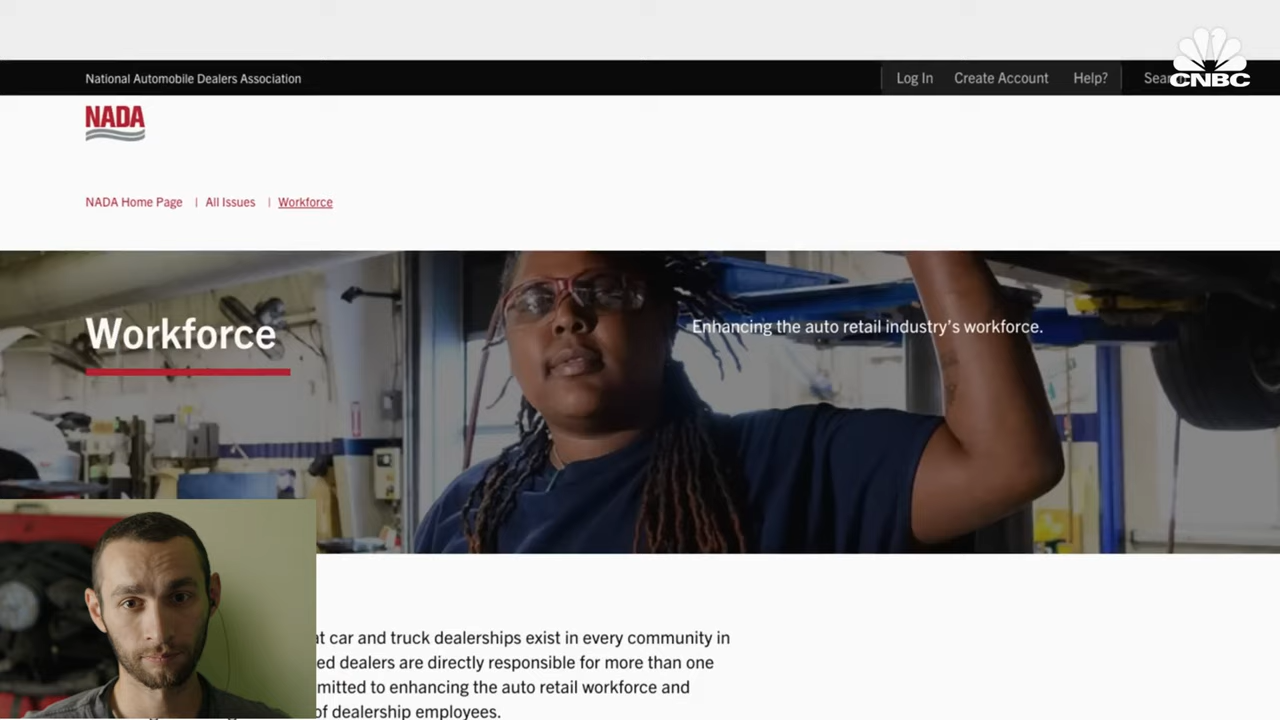 National Automobile Dealers Association
Log In Create Account Help?
CNBC
NADA
NADA Home Page | All Issues | Workforce
Workforce
Enhancing the auto retail industry's workforce.
car and truck dealerships exist in every community in
dealers are directly responsible for more than one
to enhancing the auto retail workforce and
of dealership employees.